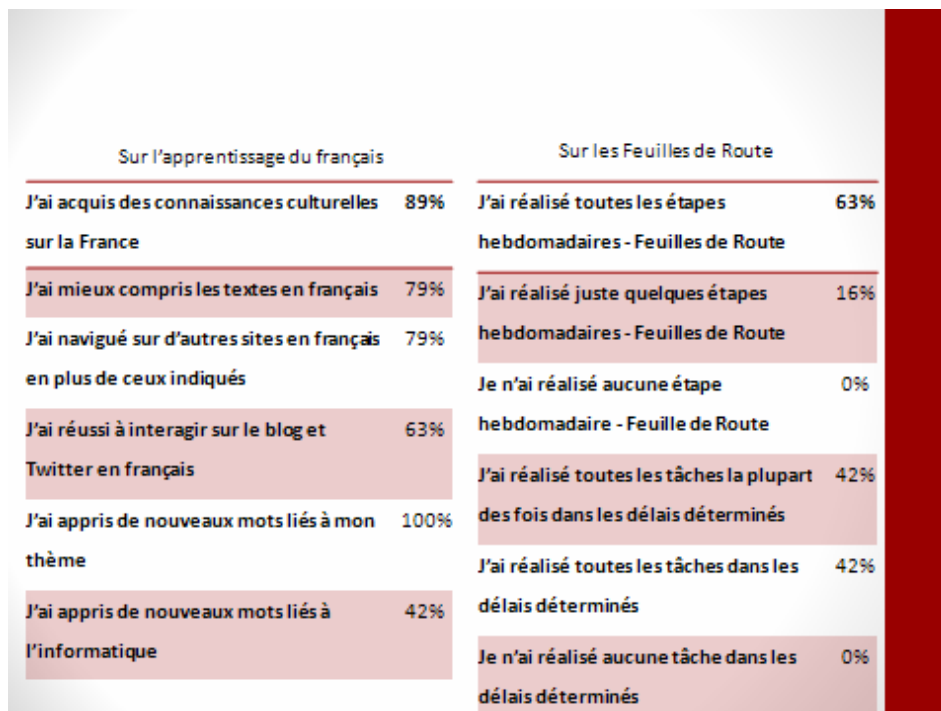 Sur l'apprentissage du français
J'ai acquis des connaissances culturelles 89%
sur la France
J'ai mieux compris les textes en français 79%
J'ai navigué sur d'autres sites en français 79%
en plus de ceux indiqués
J'ai réussi à interagir sur le blog et 63%
Twitter en français
J'ai appris de nouveaux mots liés à mon 100%
thème
J'ai appris de nouveaux mots liés à 42%
l'informatique
Sur les Feuilles de Route
J'ai réalisé toutes les étapes 63%
hebdomadaires - Feuilles de Route
J'ai réalisé juste quelques étapes 16%
hebdomadaires - Feuilles de Route
Je n'ai réalisé aucune étape 0%
hebdomadaire - Feuille de Route
J'ai réalisé toutes les tâches la plupart 42%
des fois dans les délais déterminés
J'ai réalisé toutes les tâches dans les 42%
délais déterminés
Je n'ai réalisé aucune tâche dans les 0%
délais déterminés